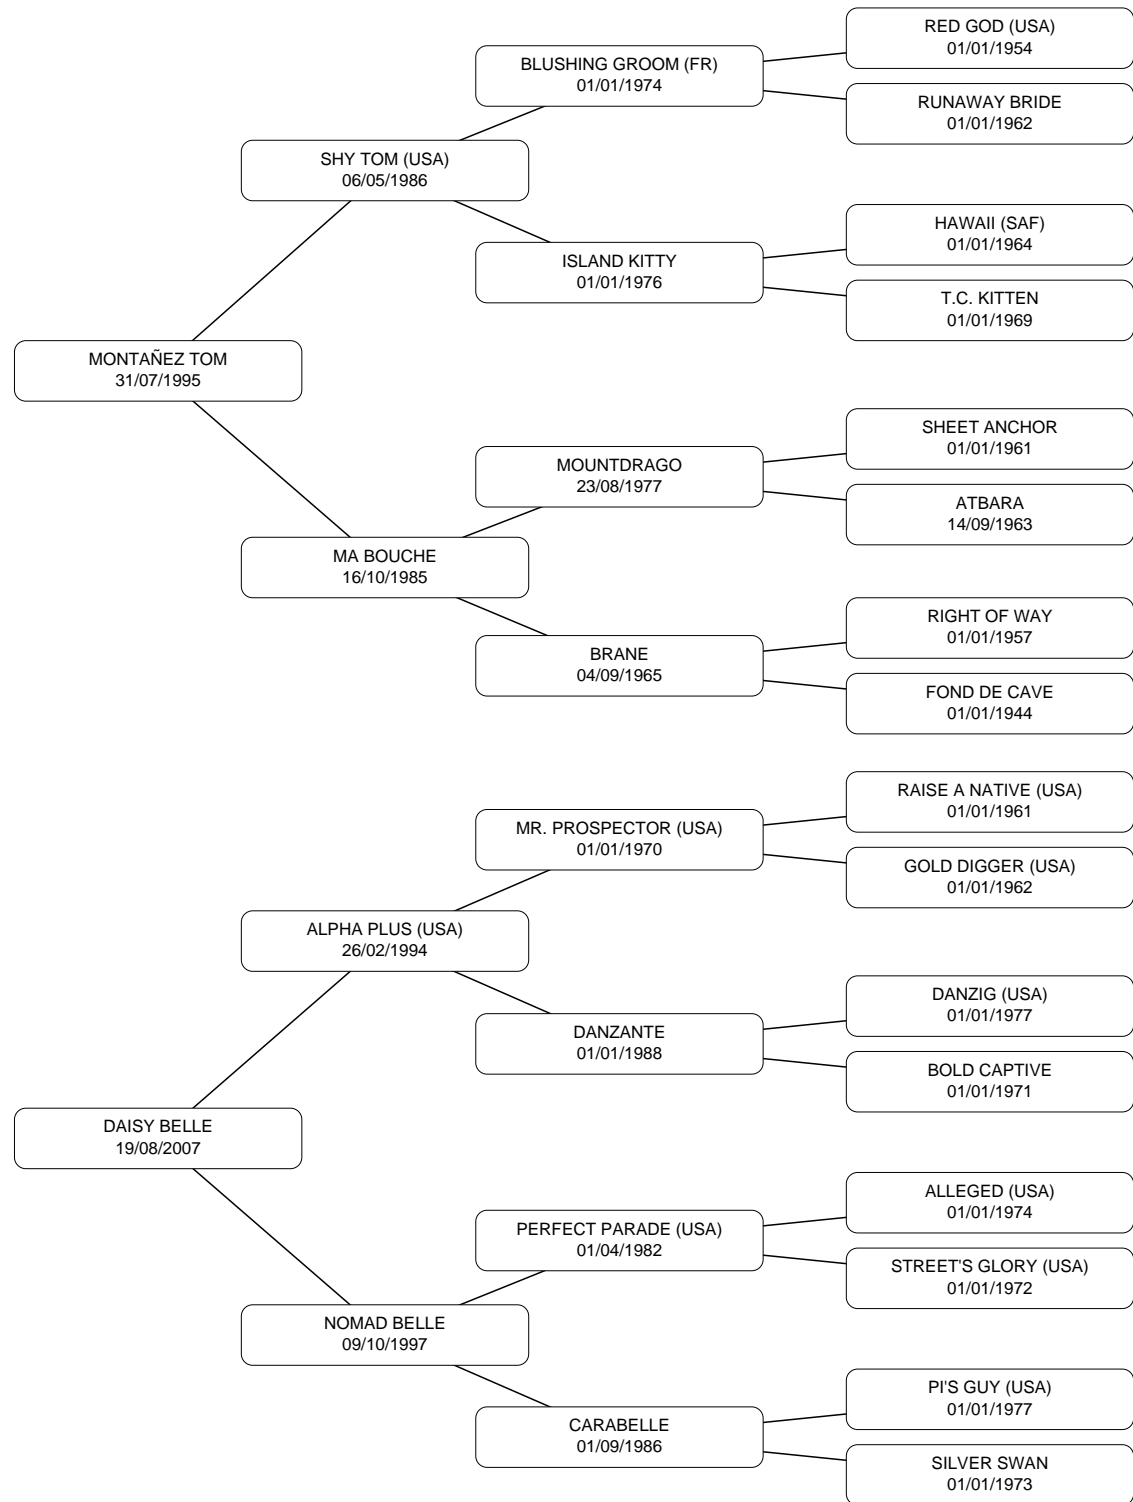 RED GOD (USA)
01/01/1954
BLUSHING GROOM (FR)
01/01/1974
RUNAWAY BRIDE
01/01/1962
SHY TOM (USA)
06/05/1986
HAWAII (SAF)
01/01/1964
ISLAND KITTY
01/01/1976
T.C. KITTEN
01/01/1969
MONTAÑEZ TOM
31/07/1995
SHEET ANCHOR
01/01/1961
MOUNTDRAGO
23/08/1977
ATBARA
14/09/1963
MA BOUCHE
16/10/1985
RIGHT OF WAY
01/01/1957
BRANE
04/09/1965
FOND DE CAVE
01/01/1944
RAISE A NATIVE (USA)
01/01/1961
MR. PROSPECTOR (USA)
01/01/1970
GOLD DIGGER (USA)
01/01/1962
ALPHA PLUS (USA)
26/02/1994
DANZIG (USA)
01/01/1977
DANZANTE
01/01/1988
BOLD CAPTIVE
01/01/1971
DAISY BELLE
19/08/2007
ALLEGED (USA)
01/01/1974
PERFECT PARADE (USA)
01/04/1982
STREET'S GLORY (USA)
01/01/1972
NOMAD BELLE
09/10/1997
PI'S GUY (USA)
01/01/1977
CARABELLE
01/09/1986
SILVER SWAN
01/01/1973